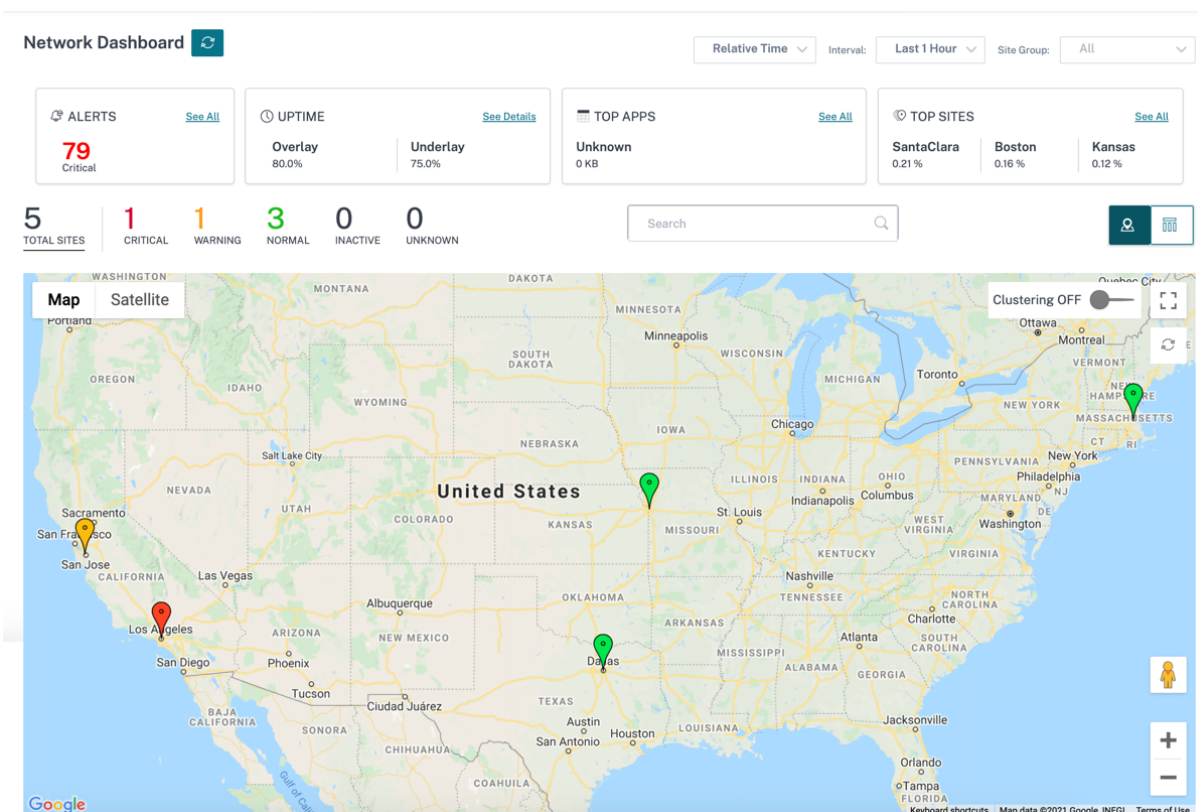 Network Dashboard
Relative Time
Interval:
Last 1 Hour
Site Group:
All
ALERTS
See All
79
Critical
UPTIME
See Details
Overlay
80.0%
Underlay
75.0%
TOP APPS
See All
Unknown
0 KB
TOP SITES
See All
SantaClara
0.21 %
Boston
0.16 %
Kansas
0.12 %
5
TOTAL SITES
1
CRITICAL
1
WARNING
3
NORMAL
0
INACTIVE
0
UNKNOWN
Search
Map
Satellite
Clustering OFF
WASHINGTON
MONTANA
DAKOTA
MINNESOTA
Quebec City
Portland
Ottawa
Montreal
Minneapolis
SOUTH
DAKOTA
WISCONSIN
VERMONT
OREGON
IDAHO
WYOMING
MICHIGAN
Toronto
NEW
HAMPSHIRE
NEW YORK
MASSACHUSETTS
IOWA
Chicago
NEBRASKA
CT
RI
Salt Lake City
PENNSYLVANIA
New York
NEVADA
United States
ILLINOIS
INDIANA
OHIO
Philadelphia
Indianapolis
Columbus
MARYLAND
NJ
UTAH
COLORADO
KANSAS
St. Louis
MISSOURI
WEST
VIRGINIA
Washington
DE
Sacramento
San Francisco
San Jose
CALIFORNIA
Las Vegas
KENTUCKY
VIRGINIA
Nashville
TENNESSEE
Albuquerque
OKLAHOMA
NORTH
CAROLINA
Charlotte
Los Angeles
ARIZONA
NEW MEXICO
ARKANSAS
Atlanta
SOUTH
CAROLINA
San Diego
Phoenix
Dallas
MISSISSIPPI
ALABAMA
GEORGIA
Tucson
Ciudad Juárez
TEXAS
BAJA
CALIFORNIA
SONORA
Austin
San Antonio
Houston
LOUISIANA
Jacksonville
CHIHUAHUA
COAHUILA
Gulf of
Orlando
Tampa
FLORIDA
Google
Keyboard shortcuts
Map data ©2021 Google, INEGI
Terms of Use